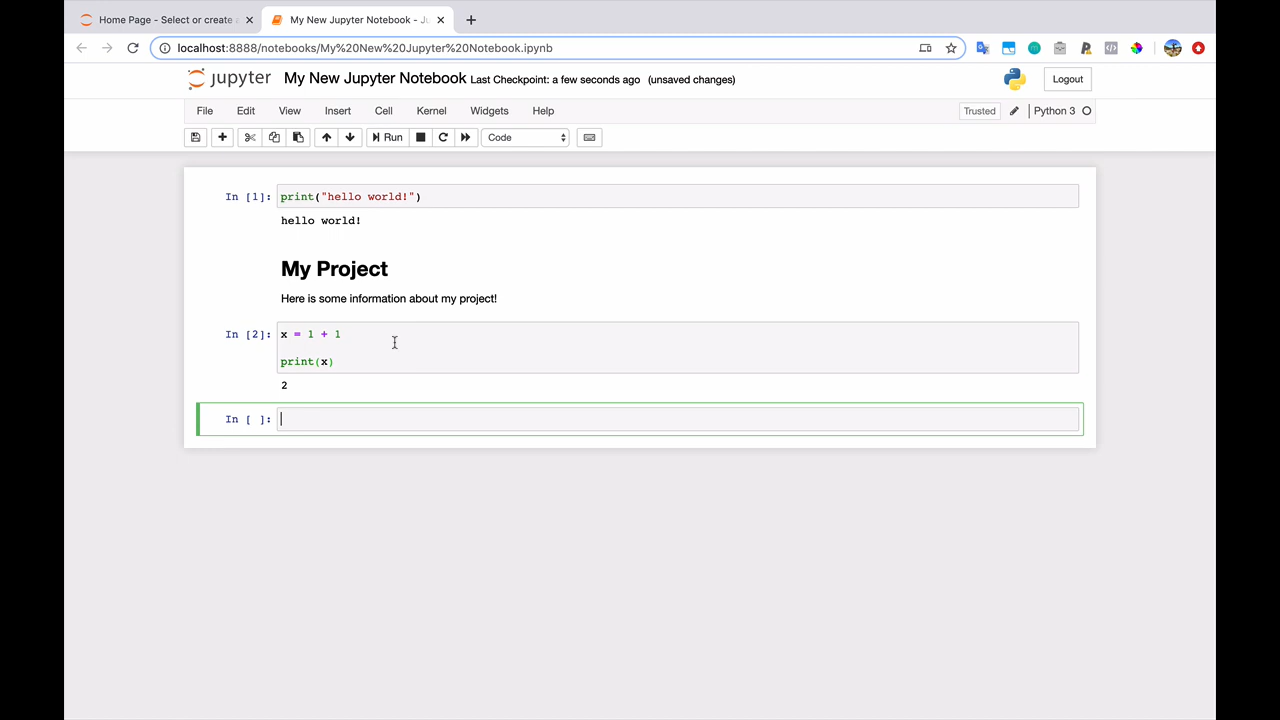 Home Page - Select or create a
My New Jupyter Notebook - Ju
localhost:8888/notebooks/My%20New%20Jupyter%20Notebook.ipynb
jupyter My New Jupyter Notebook Last Checkpoint: a few seconds ago (unsaved changes)
Logout
File Edit View Insert Cell Kernel Widgets Help
Trusted
Python 3
Run
Code
In [1]: print("hello world!")
hello world!
My Project
Here is some information about my project!
In [2]: x = 1 + 1
print(x)
2
In [ ]: